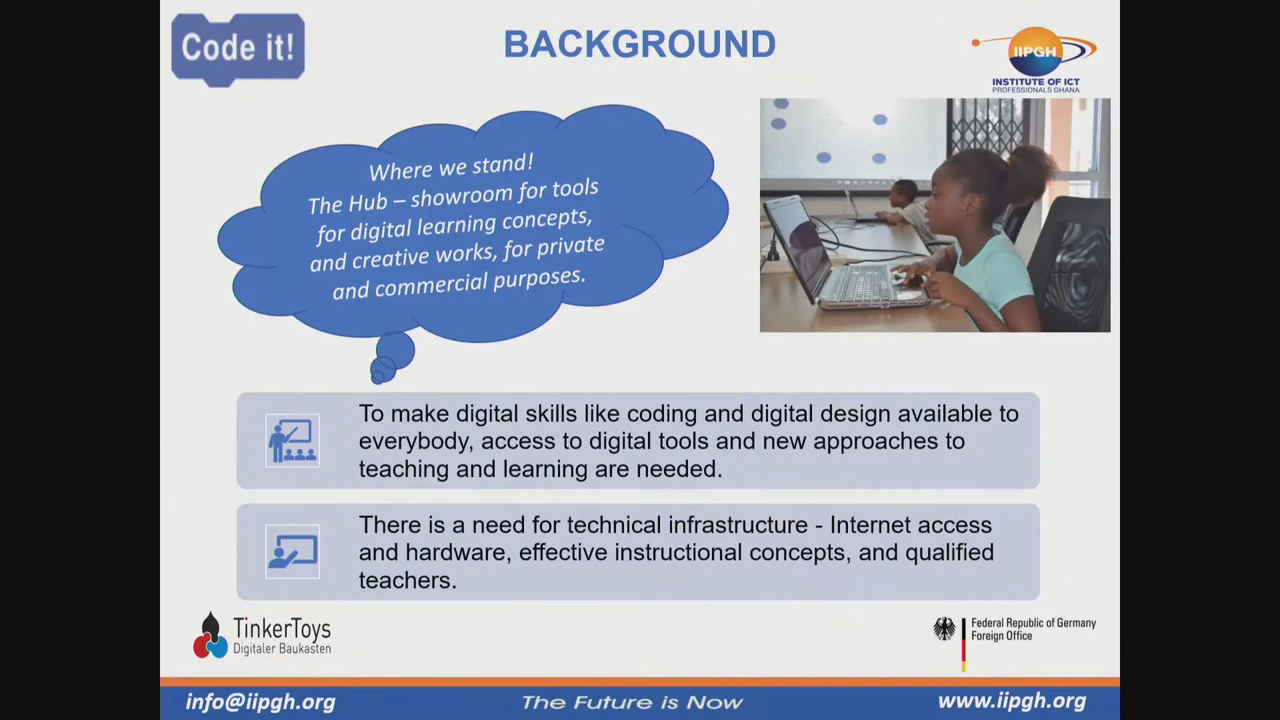 Code it!
BACKGROUND
IIPGH
INSTITUTE OF ICT
PROFESSIONALS GHANA
Where we stand!
The Hub – showroom for tools
for digital learning concepts,
and creative works, for private
and commercial purposes.
To make digital skills like coding and digital design available to
everybody, access to digital tools and new approaches to
teaching and learning are needed.
There is a need for technical infrastructure - Internet access
and hardware, effective instructional concepts, and qualified
teachers.
TinkerToys
Digitaler Baukasten
Federal Republic of Germany
Foreign Office
info@iipgh.org
The Future is Now
www.iipgh.org